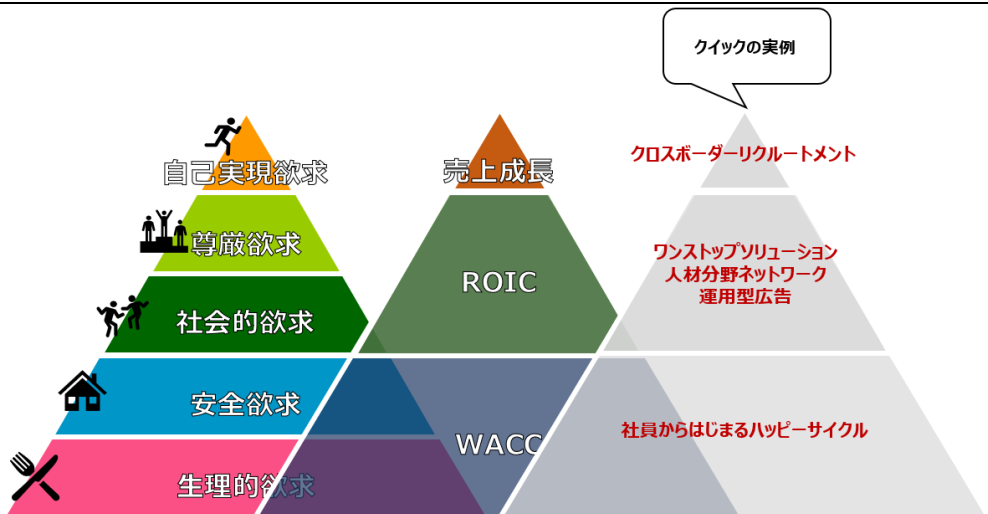 クイックの実例
自己実現欲求
売上成長
クロスボーダーリクルートメント
尊厳欲求
ROIC
ワンストップソリューション
人材分野ネットワーク
運用型広告
社会的欲求
安全欲求
WACC
社員からはじまるハッピーサイクル
生理的欲求